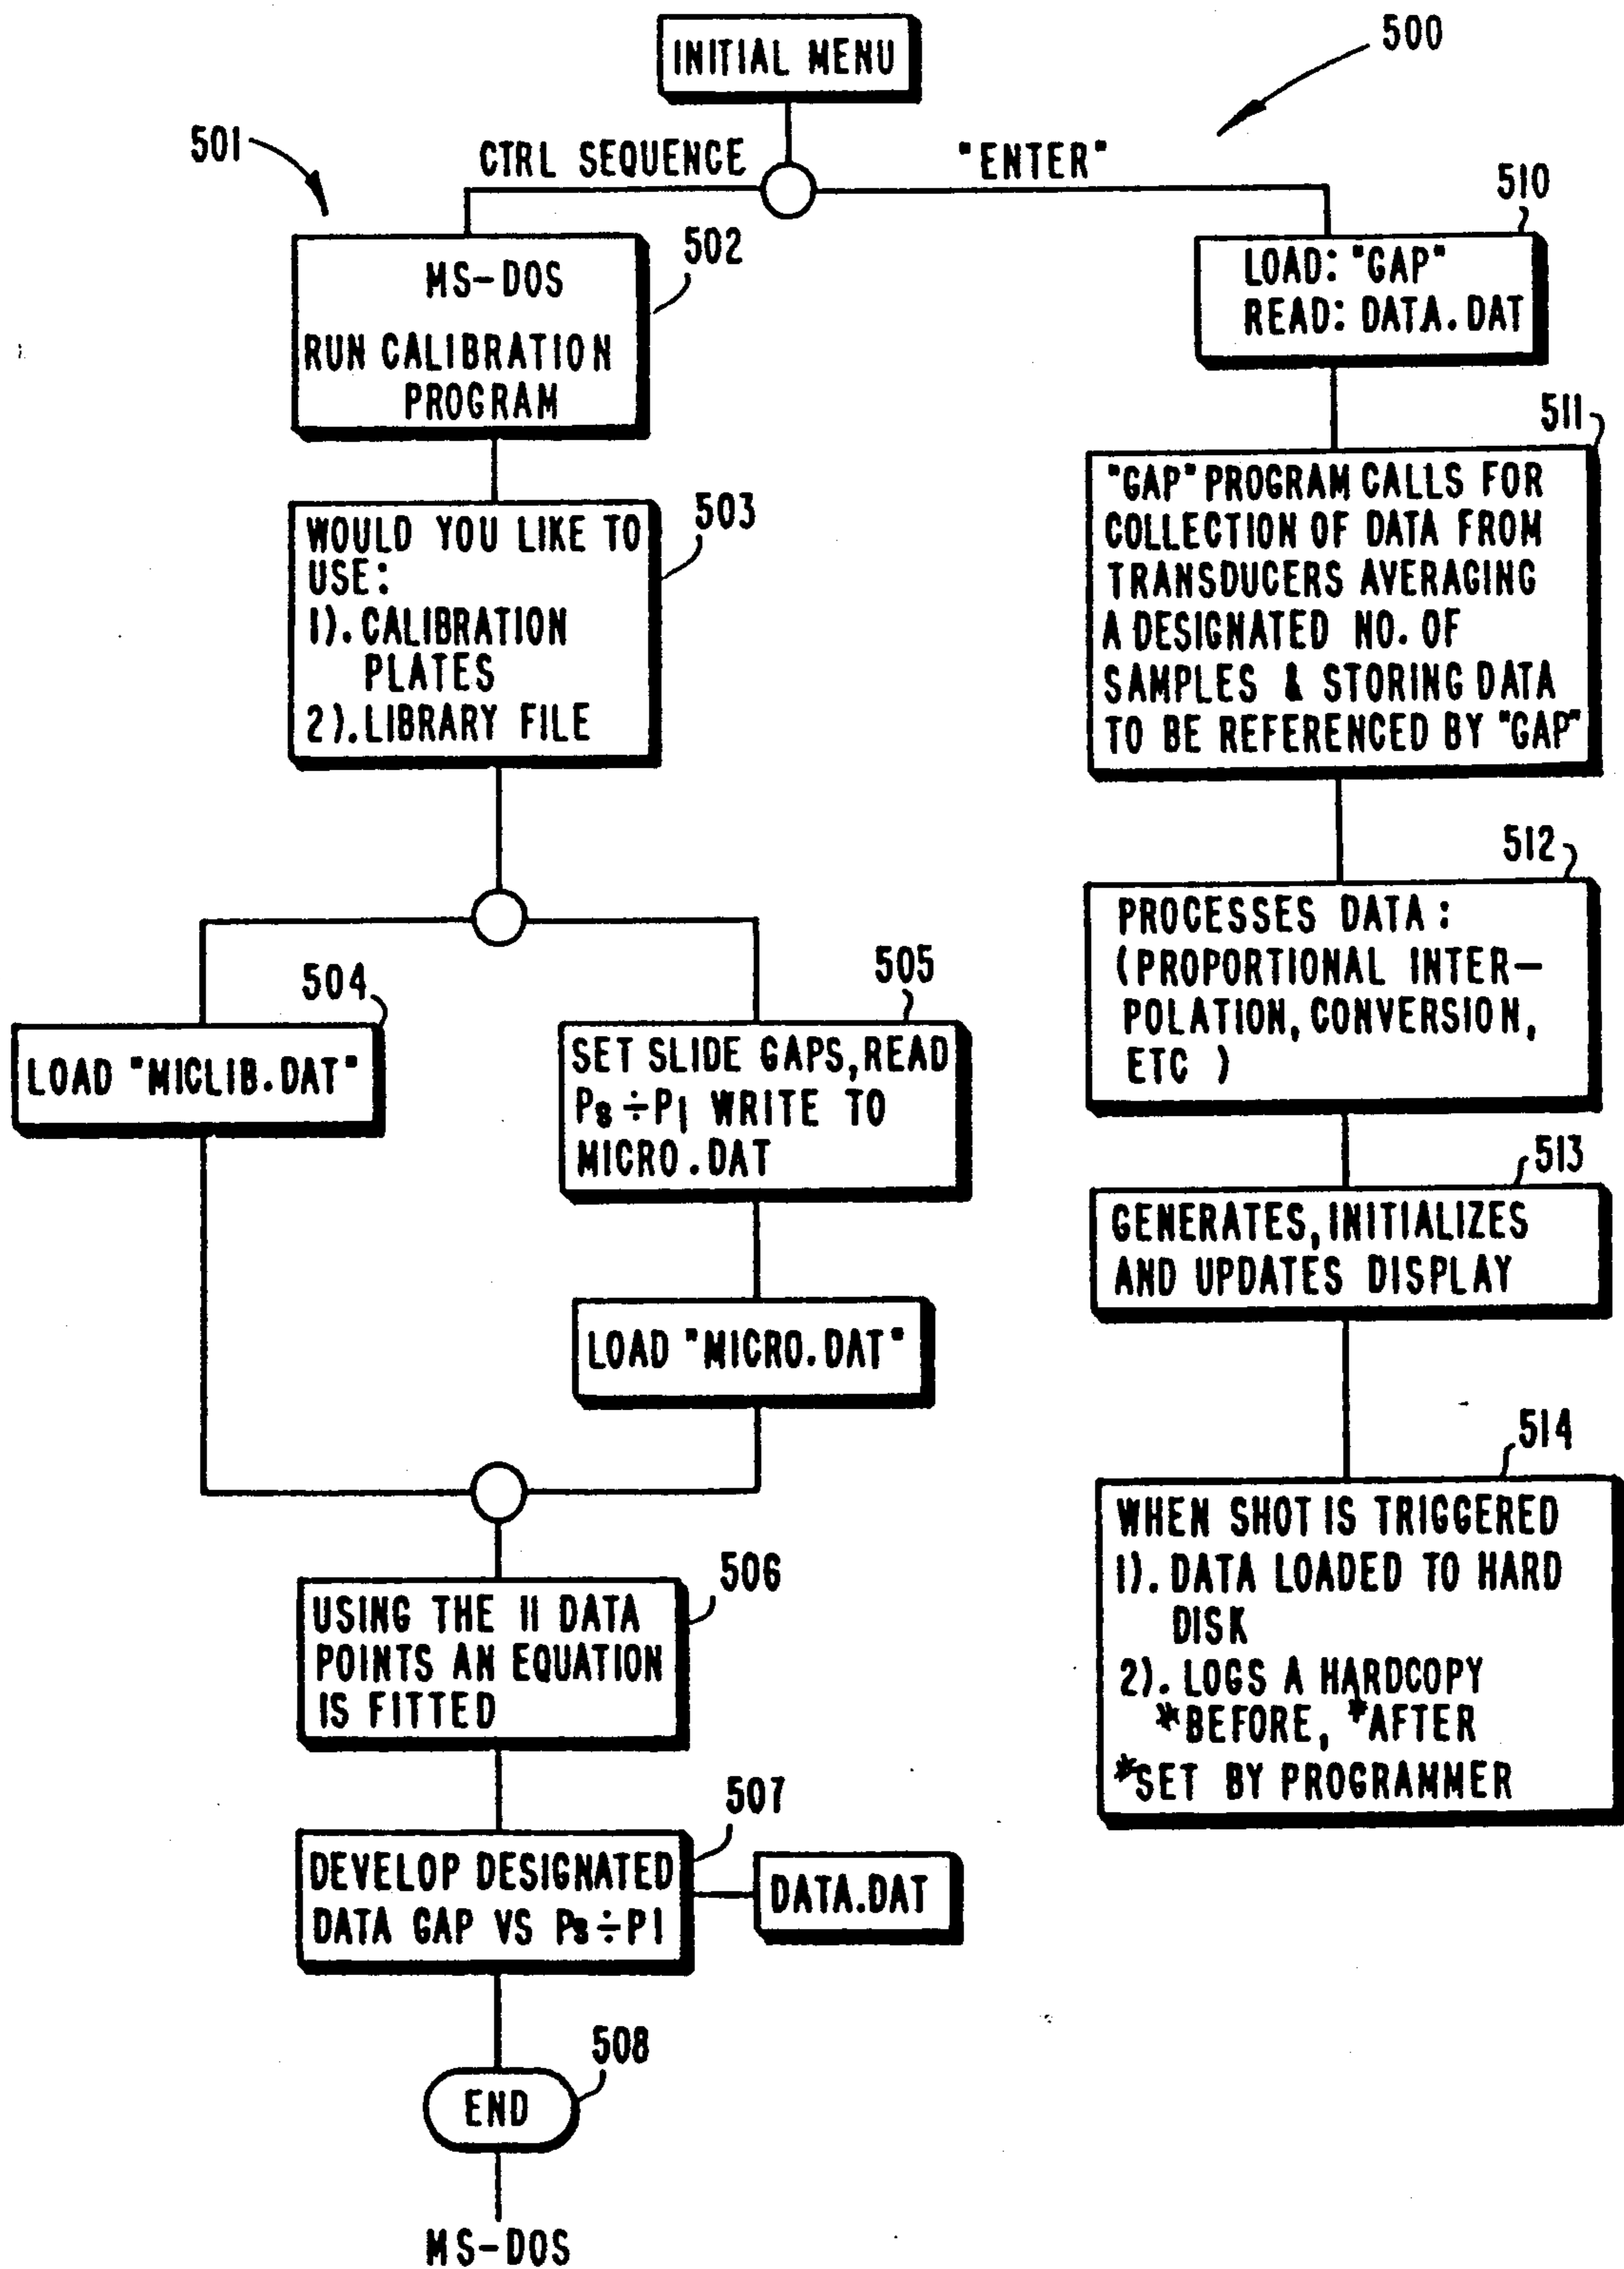 INITIAL MENU
500
501
CTRL SEQUENCE
"ENTER"
MS-DOS
RUN CALIBRATION
PROGRAM
502
WOULD YOU LIKE TO
USE:
1). CALIBRATION
PLATES
2). LIBRARY FILE
503
504
LOAD "MICLIB.DAT"
505
SET SLIDE GAPS, READ
Ps÷P1 WRITE TO
MICRO.DAT
LOAD "MICRO.DAT"
506
USING THE 11 DATA
POINTS AN EQUATION
IS FITTED
507
DEVELOP DESIGNATED
DATA GAP VS Ps÷P1
DATA.DAT
508
END
MS-DOS
510
LOAD: "GAP"
READ: DATA.DAT
511
"GAP" PROGRAM CALLS FOR
COLLECTION OF DATA FROM
TRANSDUCERS AVERAGING
A DESIGNATED NO. OF
SAMPLES & STORING DATA
TO BE REFERENCED BY "GAP"
512
PROCESSES DATA:
(PROPORTIONAL INTER-
POLATION, CONVERSION,
ETC )
513
GENERATES, INITIALIZES
AND UPDATES DISPLAY
514
WHEN SHOT IS TRIGGERED
1). DATA LOADED TO HARD
DISK
2). LOGS A HARDCOPY
*BEFORE, *AFTER
*SET BY PROGRAMMER